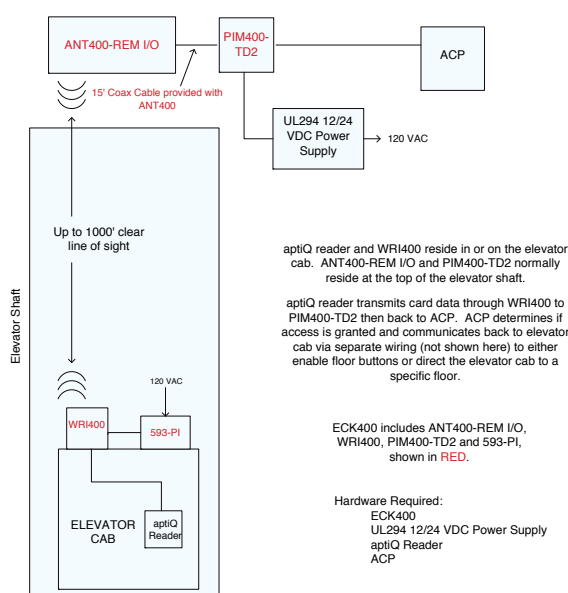 ANT400-REM I/O
PIM400-
TD2
ACP
15' Coax Cable provided with
ANT400
UL294 12/24
VDC Power
Supply
120 VAC
Up to 1000' clear
line of sight
Elevator Shaft
aptiQ reader and WRI400 reside in or on the elevator
cab. ANT400-REM I/O and PIM400-TD2 normally
reside at the top of the elevator shaft.
aptiQ reader transmits card data through WRI400 to
PIM400-TD2 then back to ACP. ACP determines if
access is granted and communicates back to elevator
cab via separate wiring (not shown here) to either
enable floor buttons or direct the elevator cab to a
specific floor.
120 VAC
WRI400
593-PI
ELEVATOR
CAB
aptiQ
Reader
ECK400 includes ANT400-REM I/O,
WRI400, PIM400-TD2 and 593-PI,
shown in RED.
Hardware Required:
ECK400
UL294 12/24 VDC Power Supply
aptiQ Reader
ACP